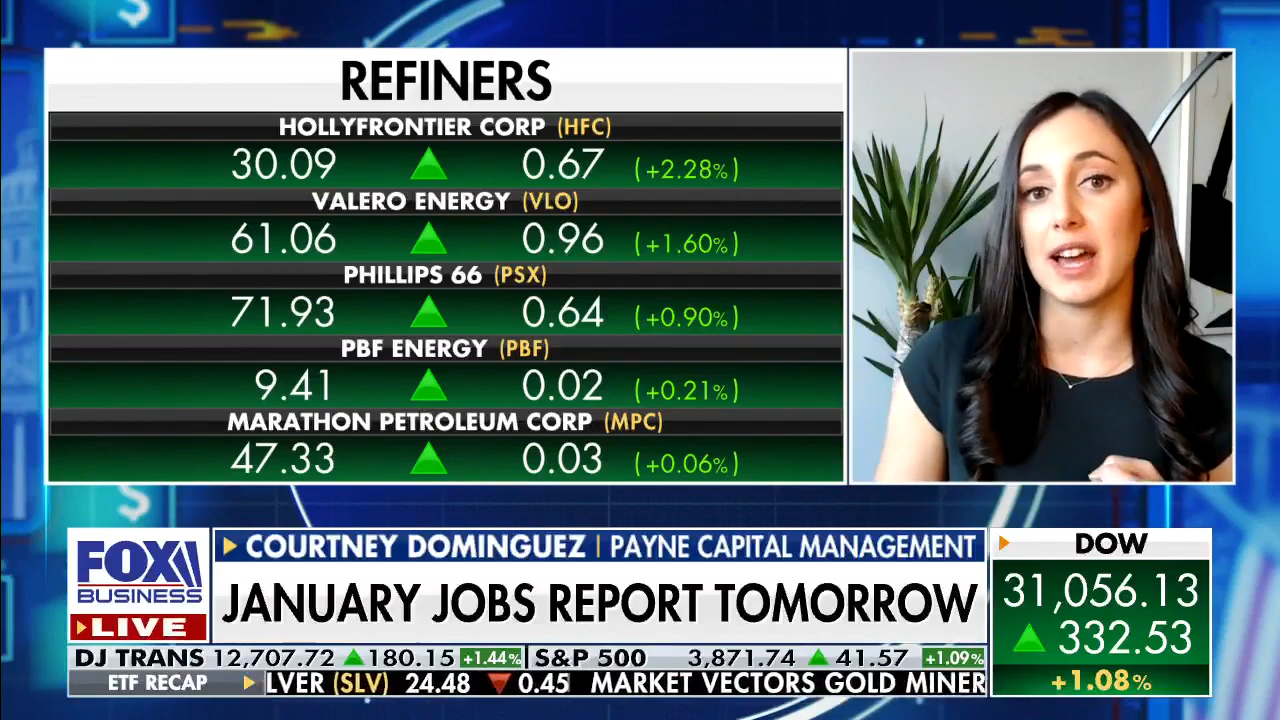 REFINERS
HOLLYFRONTIER CORP (HFC)
30.09 ▲ 0.67 (+2.28%)
VALERO ENERGY (VLO)
61.06 ▲ 0.96 (+1.60%)
PHILLIPS 66 (PSX)
71.93 ▲ 0.64 (+0.90%)
PBF ENERGY (PBF)
9.41 ▲ 0.02 (+0.21%)
MARATHON PETROLEUM CORP (MPC)
47.33 ▲ 0.03 (+0.06%)
FOX
BUSINESS
LIVE
COURTNEY DOMINGUEZ | PAYNE CAPITAL MANAGEMENT
JANUARY JOBS REPORT TOMORROW
DOW
31,056.13
▲ 332.53
+1.08%
DJ TRANS 12,707.72 ▲ 180.15 +1.44% S&P 500 3,871.74 ▲ 41.57 +1.09%
ETF RECAP LVER (SLV) 24.48 ▼ 0.45 MARKET VECTORS GOLD MINER